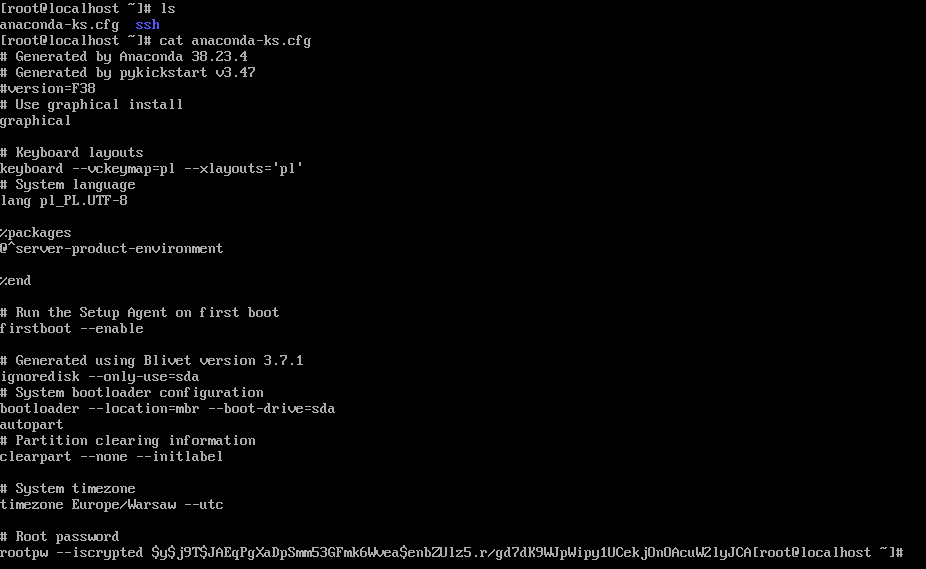 [root@localhost ~]# ls
anaconda-ks.cfg  ssh
[root@localhost ~]# cat anaconda-ks.cfg
# Generated by Anaconda 38.23.4
# Generated by pykickstart v3.47
#version=F38
# Use graphical install
graphical

# Keyboard layouts
keyboard --vckeymap=pl --xlayouts='pl'
# System language
lang pl_PL.UTF-8

%packages
@^server-product-environment

%end

# Run the Setup Agent on first boot
firstboot --enable

# Generated using Blivet version 3.7.1
ignoredisk --only-use=sda
# System bootloader configuration
bootloader --location=mbr --boot-drive=sda
autopart
# Partition clearing information
clearpart --none --initlabel

# System timezone
timezone Europe/Warsaw --utc

# Root password
rootpw --iscrypted $y$j9T$JAEqPgXaDpSmm53GFmk6Wvea$enbZUlz5.r/gd7dK9WJpWipy1UCekjOnOAcuW2lyJCA[root@localhost ~]#